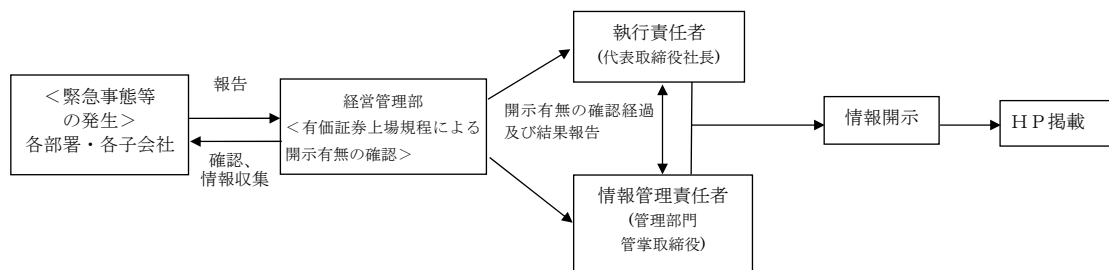 ＜緊急事態等
の発生＞
各部署・各子会社
報告
確認、
情報収集
経営管理部
＜有価証券上場規程による
開示有無の確認＞
執行責任者
(代表取締役社長)
開示有無の確認経過
及び結果報告
情報管理責任者
(管理部門
管掌取締役)
情報開示
ＨＰ掲載